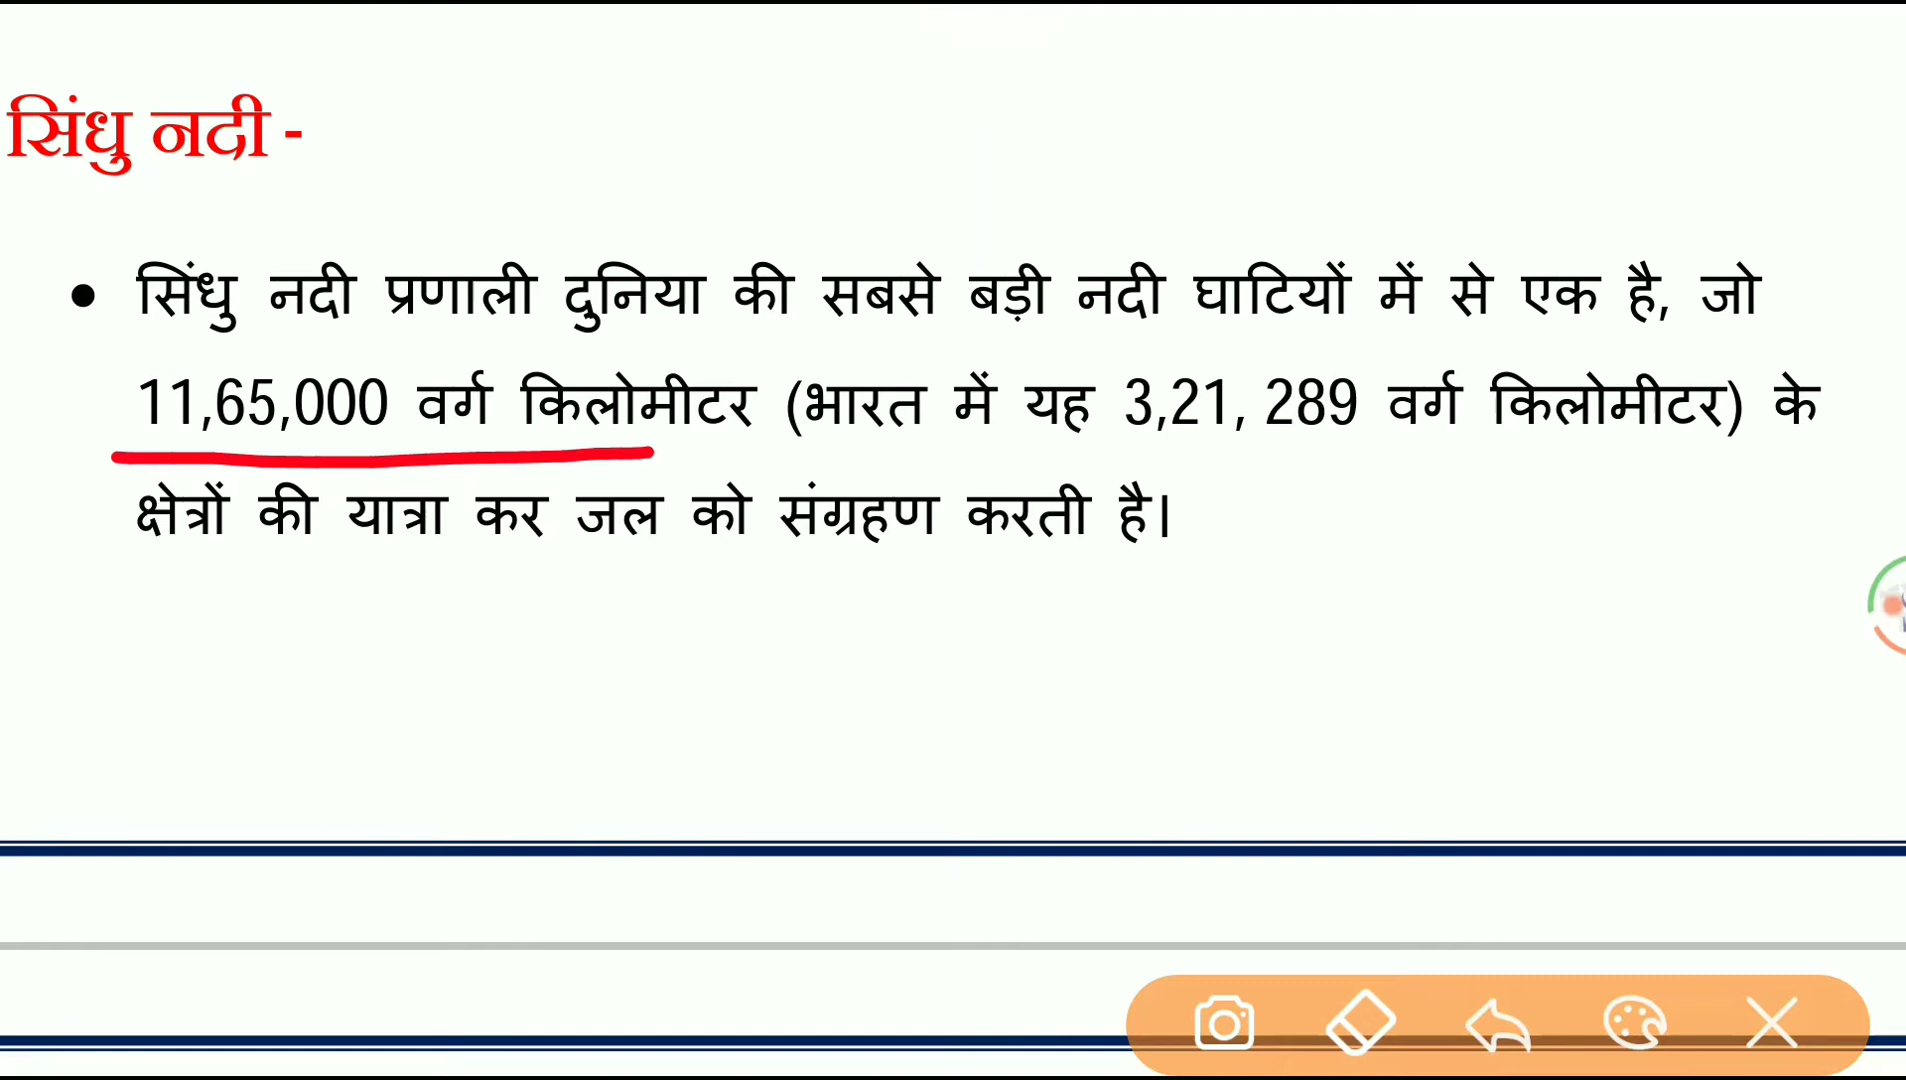 सिंधु नदी -
• सिंधु नदी प्रणाली दुनिया की सबसे बड़ी नदी घाटियों में से एक है, जो
11,65,000 वर्ग किलोमीटर (भारत में यह 3,21, 289 वर्ग किलोमीटर) के
क्षेत्रों की यात्रा कर जल को संग्रहण करती है।